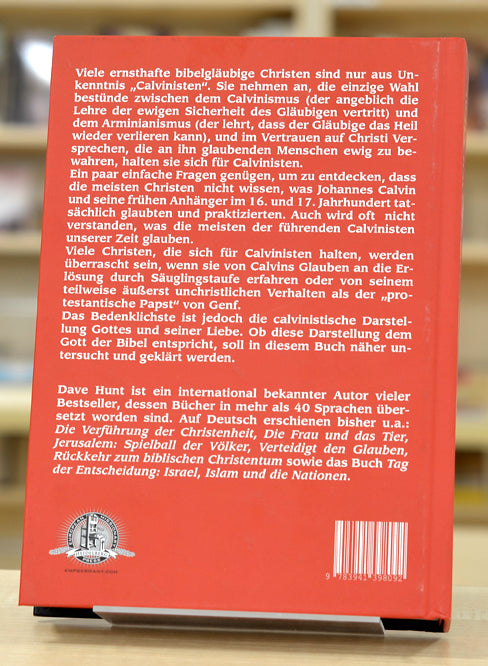 Viele ernsthafte bibelgläubige Christen sind nur aus Un-
kenntnis „Calvinisten“. Sie nehmen an, die einzige Wahl
bestünde zwischen dem Calvinismus (der angeblich die
Lehre der ewigen Sicherheit des Gläubigen vertritt) und
dem Arminianismus (der lehrt, dass der Gläubige das Heil
wieder verlieren kann), und im Vertrauen auf Christi Ver-
sprechen, die an ihn glaubenden Menschen ewig zu be-
wahren, halten sie sich für Calvinisten.
Ein paar einfache Fragen genügen, um zu entdecken, dass
die meisten Christen nicht wissen, was Johannes Calvin
und seine frühen Anhänger im 16. und 17. Jahrhundert tat-
sächlich glaubten und praktizierten. Auch wird oft nicht
verstanden, was die meisten der führenden Calvinisten
unserer Zeit glauben.
Viele Christen, die sich für Calvinisten halten, werden
überrascht sein, wenn sie von Calvins Glauben an die Er-
lösung durch Säuglingstaufe erfahren oder von seinem
teilweise äußerst unchristlichen Verhalten als der „pro-
testantische Papst“ von Genf.
Das Bedenklichste ist jedoch die calvinistische Darstel-
lung Gottes und seiner Liebe. Ob diese Darstellung dem
Gott der Bibel entspricht, soll in diesem Buch näher un-
tersucht und geklärt werden.
Dave Hunt ist ein international bekannter Autor vieler
Bestseller, dessen Bücher in mehr als 40 Sprachen über-
setzt worden sind. Auf Deutsch erschienen bisher u.a.:
Die Verführung der Christenheit, Die Frau und das Tier,
Jerusalem: Spielball der Völker, Verteidigt den Glauben,
Rückkehr zum biblischen Christentum sowie das Buch Tag
der Entscheidung: Israel, Islam und die Nationen.
9 783941 398092